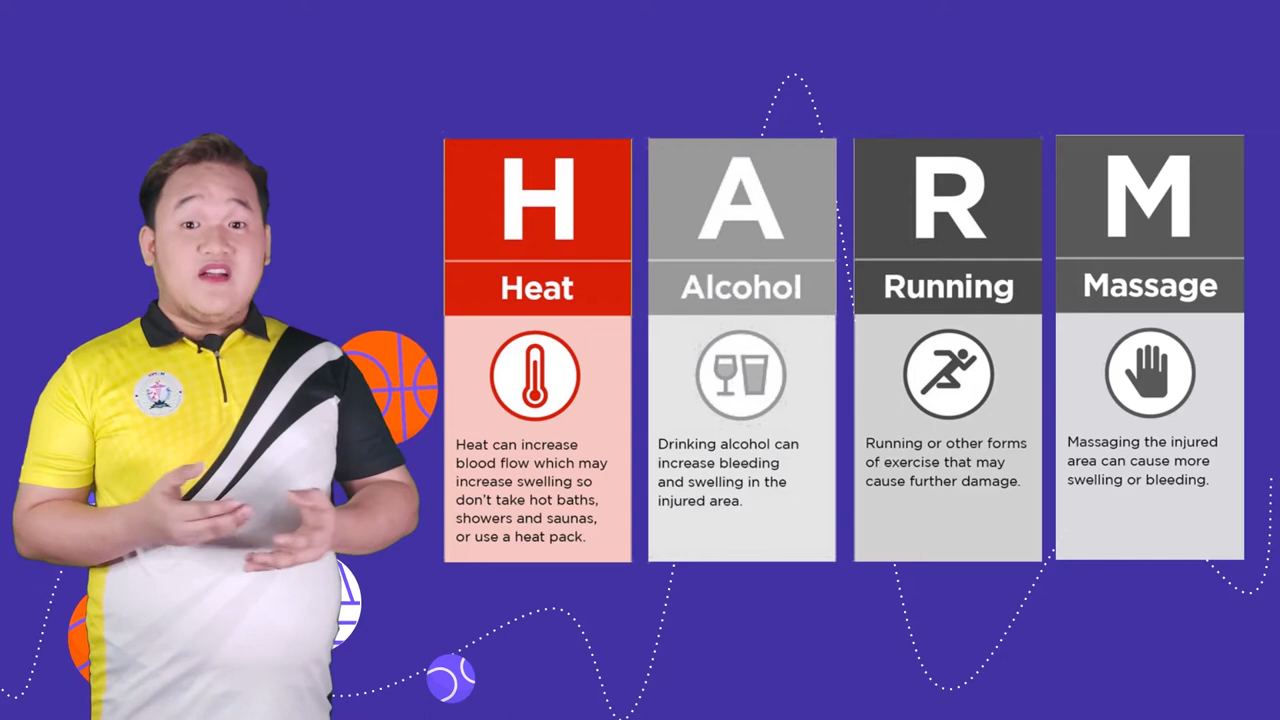 H
Heat
Heat can increase
blood flow which may
increase swelling so
don't take hot baths,
showers and saunas,
or use a heat pack.
A
Alcohol
Drinking alcohol can
increase bleeding
and swelling in the
injured area.
R
Running
Running or other forms
of exercise that may
cause further damage.
M
Massage
Massaging the injured
area can cause more
swelling or bleeding.